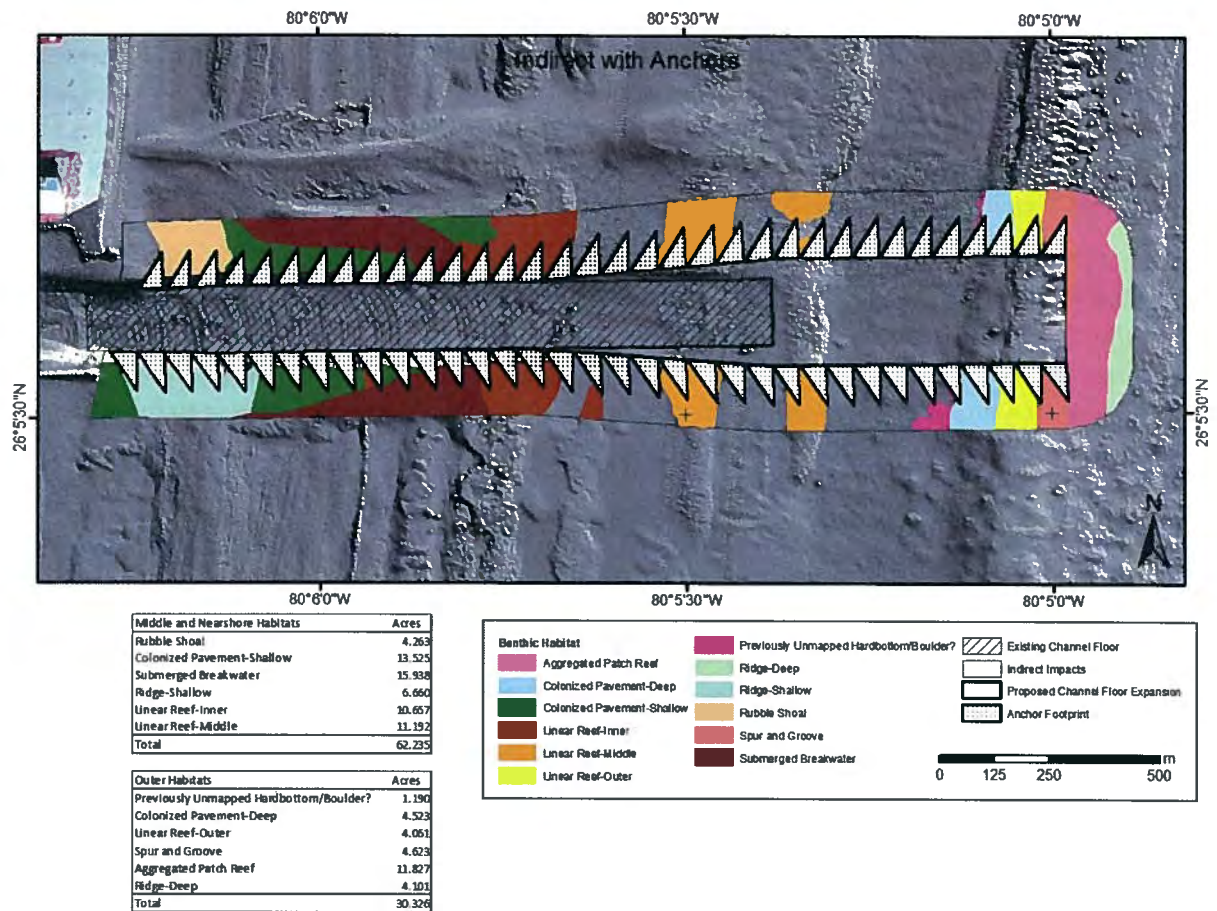 80°6'0"W 80°5'30"W 80°5'0"W
Indirect with Anchors
26°5'30"N 26°5'30"N
N
80°6'0"W 80°5'30"W 80°5'0"W
Middle and Nearshore Habitats Acres
Rubble Shoal 4.263
Colonized Pavement-Shallow 13.525
Submerged Breakwater 15.938
Ridge-Shallow 6.660
Linear Reef-Inner 10.657
Linear Reef-Middle 11.192
Total 62.235
Outer Habitats Acres
Previously Unmapped Hardbottom/Boulder? 1.190
Colonized Pavement-Deep 4.523
Linear Reef-Outer 4.051
Spur and Groove 4.623
Aggregated Patch Reef 11.827
Ridge-Deep 4.101
Total 30.326
Benthic Habitat
Aggregated Patch Reef
Colonized Pavement-Deep
Colonized Pavement-Shallow
Linear Reef-Inner
Linear Reef-Middle
Linear Reef-Outer
Previously Unmapped Hardbottom/Boulder?
Ridge-Deep
Ridge-Shallow
Rubble Shoal
Spur and Groove
Submerged Breakwater
Existing Channel Floor
Indirect Impacts
Proposed Channel Floor Expansion
Anchor Footprint
m
0 125 250 500